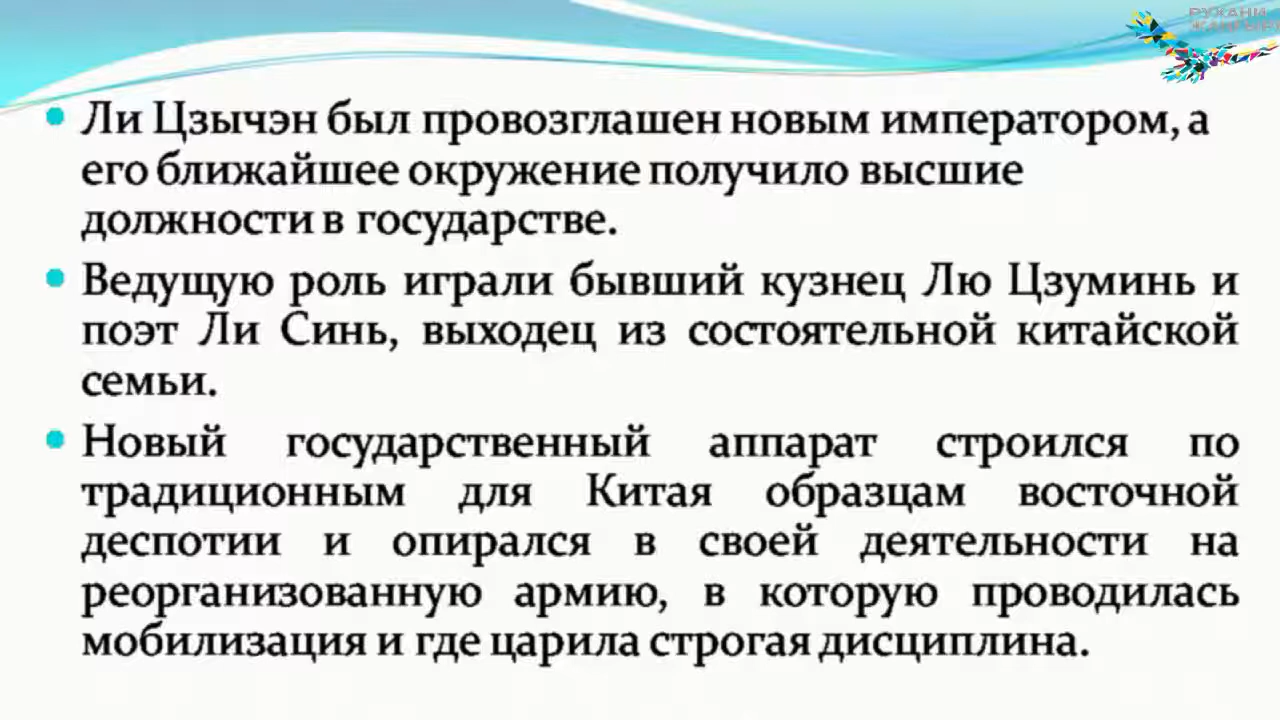 РУХАНИ
ЖАҢҒЫРУ
Ли Цзычэн был провозглашен новым императором, а
его ближайшее окружение получило высшие
должности в государстве.
Ведущую роль играли бывший кузнец Лю Цзуминь и
поэт Ли Синь, выходец из состоятельной китайской
семьи.
Новый государственный аппарат строился по
традиционным для Китая образцам восточной
деспотии и опирался в своей деятельности на
реорганизованную армию, в которую проводилась
мобилизация и где царила строгая дисциплина.